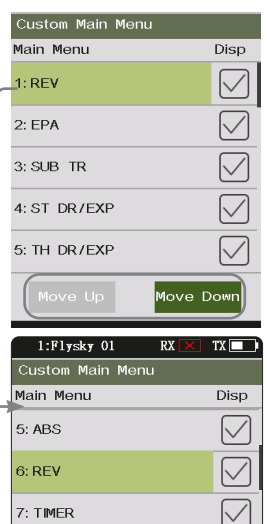 Custom Main Menu
Main Menu Disp
1: REV
2: EPA
3: SUB TR
4: ST DR/EXP
5: TH DR/EXP
Move Up Move Down
1:Flysky 01 RX TX
Custom Main Menu
Main Menu Disp
5: ABS
6: REV
7: TIMER